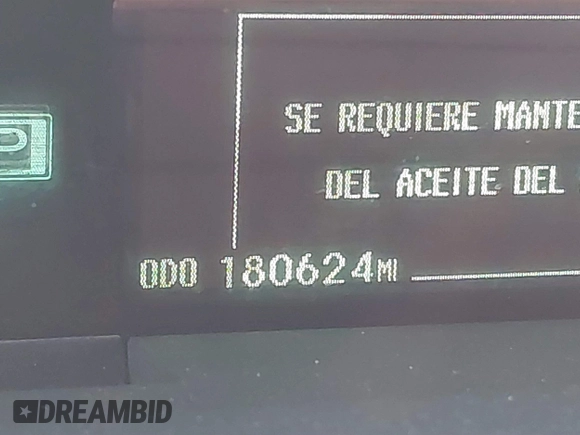 P
SE REQUIERE MANTE
DEL ACEITE DEL
ODO 180624MI
DREAMBID